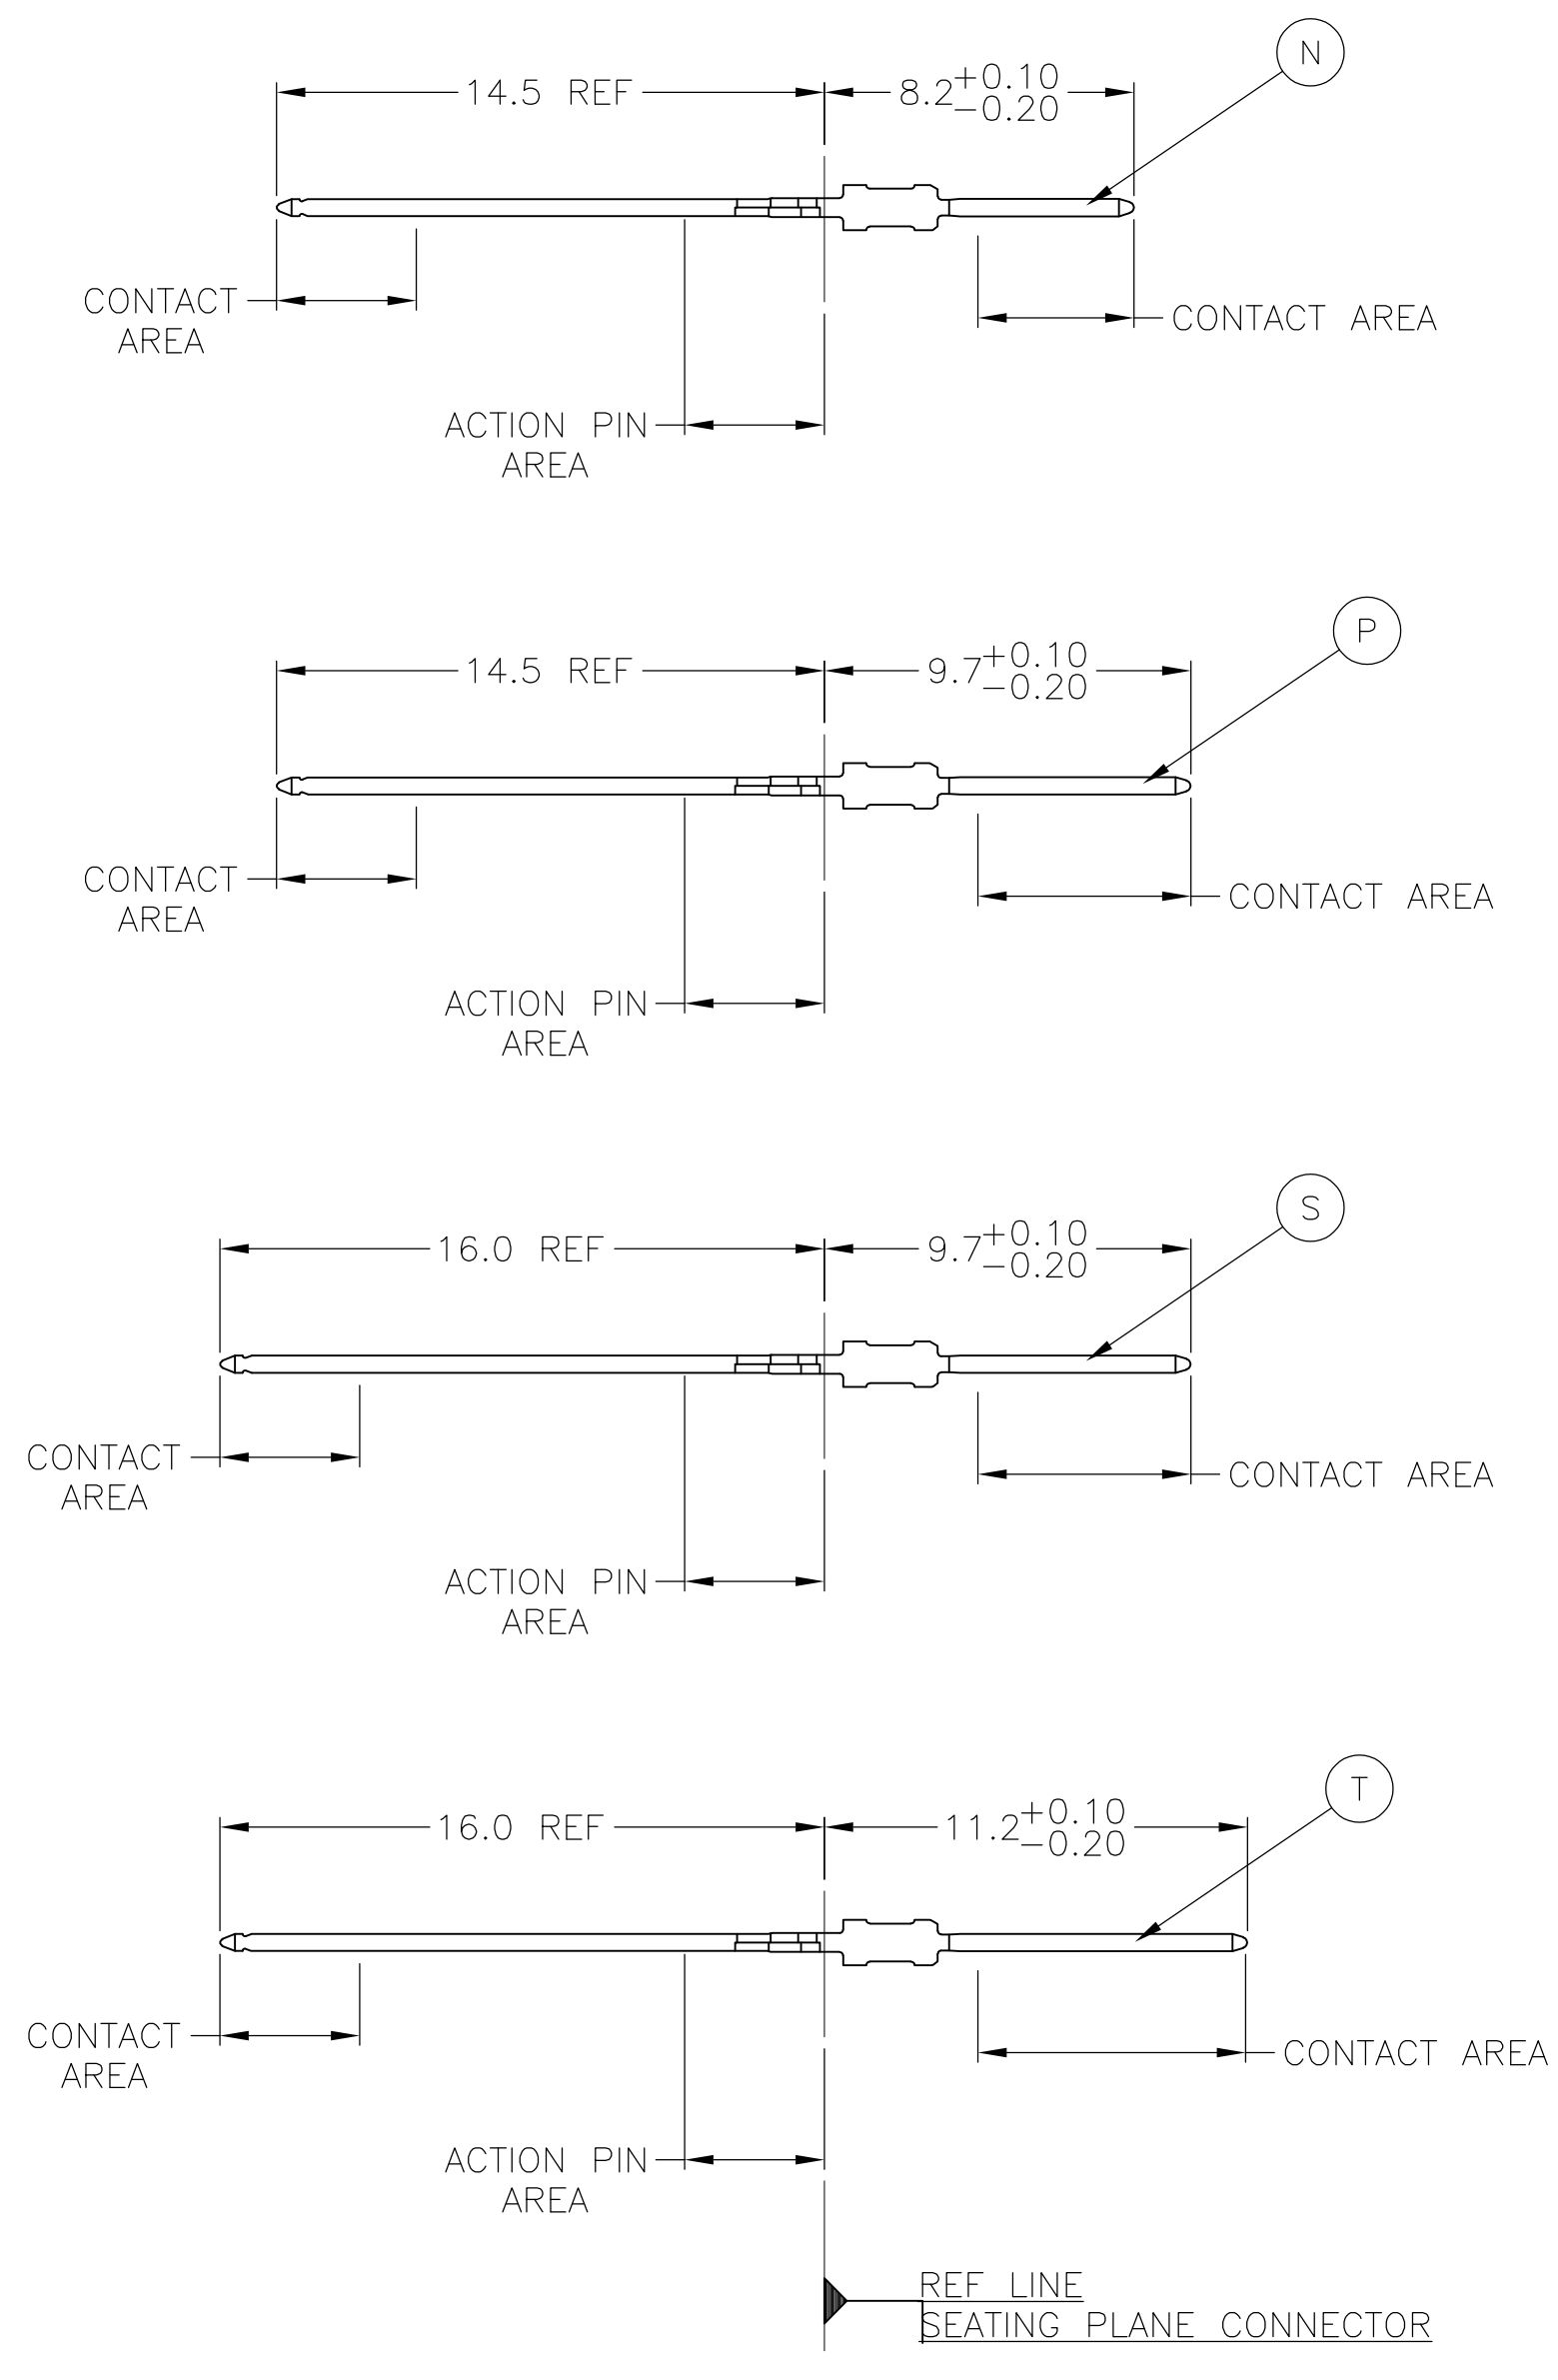 N
14.5 REF
8.2 +0.10 -0.20
CONTACT
AREA
CONTACT AREA
ACTION PIN
AREA
P
14.5 REF
9.7 +0.10 -0.20
CONTACT
AREA
CONTACT AREA
ACTION PIN
AREA
S
16.0 REF
9.7 +0.10 -0.20
CONTACT
AREA
CONTACT AREA
ACTION PIN
AREA
T
16.0 REF
11.2 +0.10 -0.20
CONTACT
AREA
CONTACT AREA
ACTION PIN
AREA
REF LINE
SEATING PLANE CONNECTOR